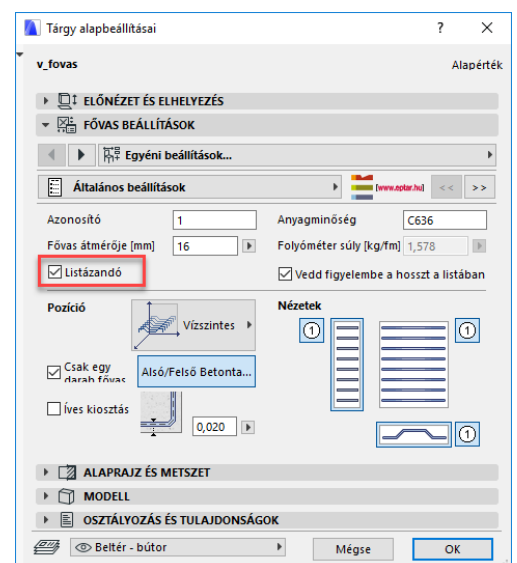 Tárgy alapbeállításai ? ×
v_fovas Alapérték
ELŐNÉZET ÉS ELHELYEZÉS
FŐVAS BEÁLLÍTÁSOK
Egyéni beállítások...
Általános beállítások [www.eptar.hu] << >>
Azonosító 1 Anyagminőség C636
Fővas átmérője [mm] 16 Folyóméter súly [kg/fm] 1,578
Listázandó Vedd figyelembe a hosszt a listában
Pozíció Vízszintes Nézetek
1 1
Csak egy darab fővas Alsó/Felső Betonta...
Íves kiosztás 0,020
1
ALAPRAJZ ÉS METSZET
MODELL
OSZTÁLYOZÁS ÉS TULAJDONSÁGOK
Beltér - bútor Mégse OK